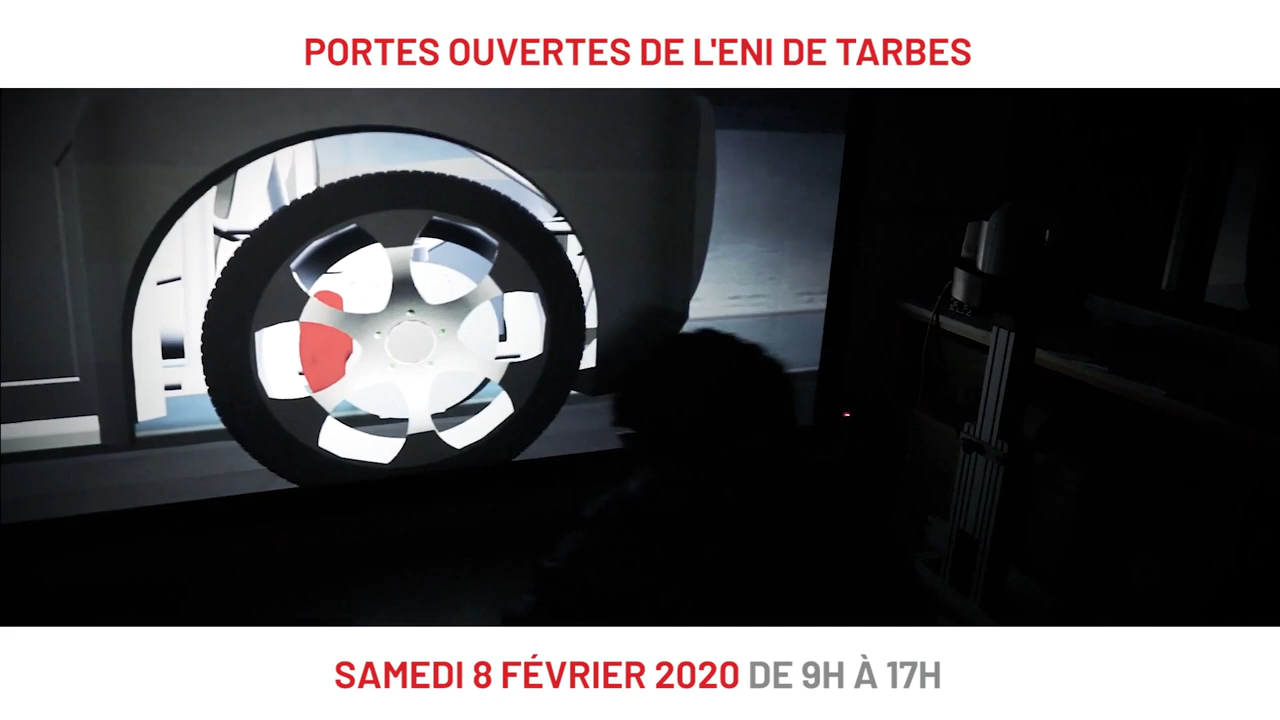 PORTES OUVERTES DE L'ENI DE TARBES
SAMEDI 8 FÉVRIER 2020 DE 9H À 17H